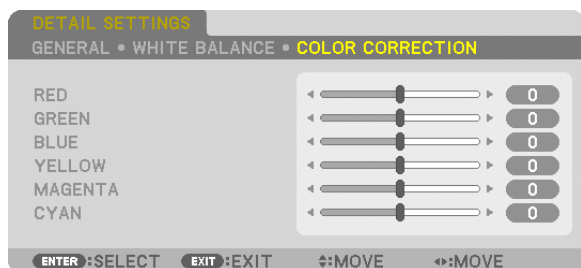 DETAIL SETTINGS
GENERAL • WHITE BALANCE • COLOR CORRECTION
RED 0
GREEN 0
BLUE 0
YELLOW 0
MAGENTA 0
CYAN 0
ENTER :SELECT EXIT :EXIT :MOVE :MOVE